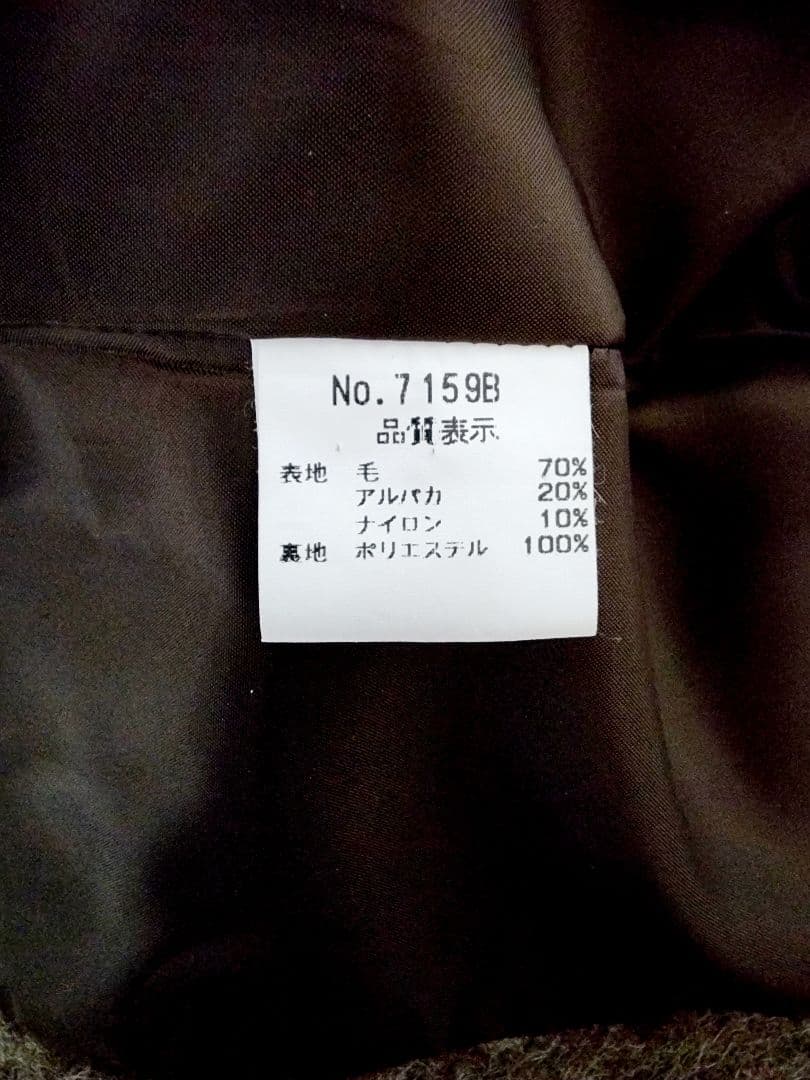 No.7159B
品質表示
表地 毛 70%
アルパカ 20%
ナイロン 10%
裏地 ポリエステル 100%